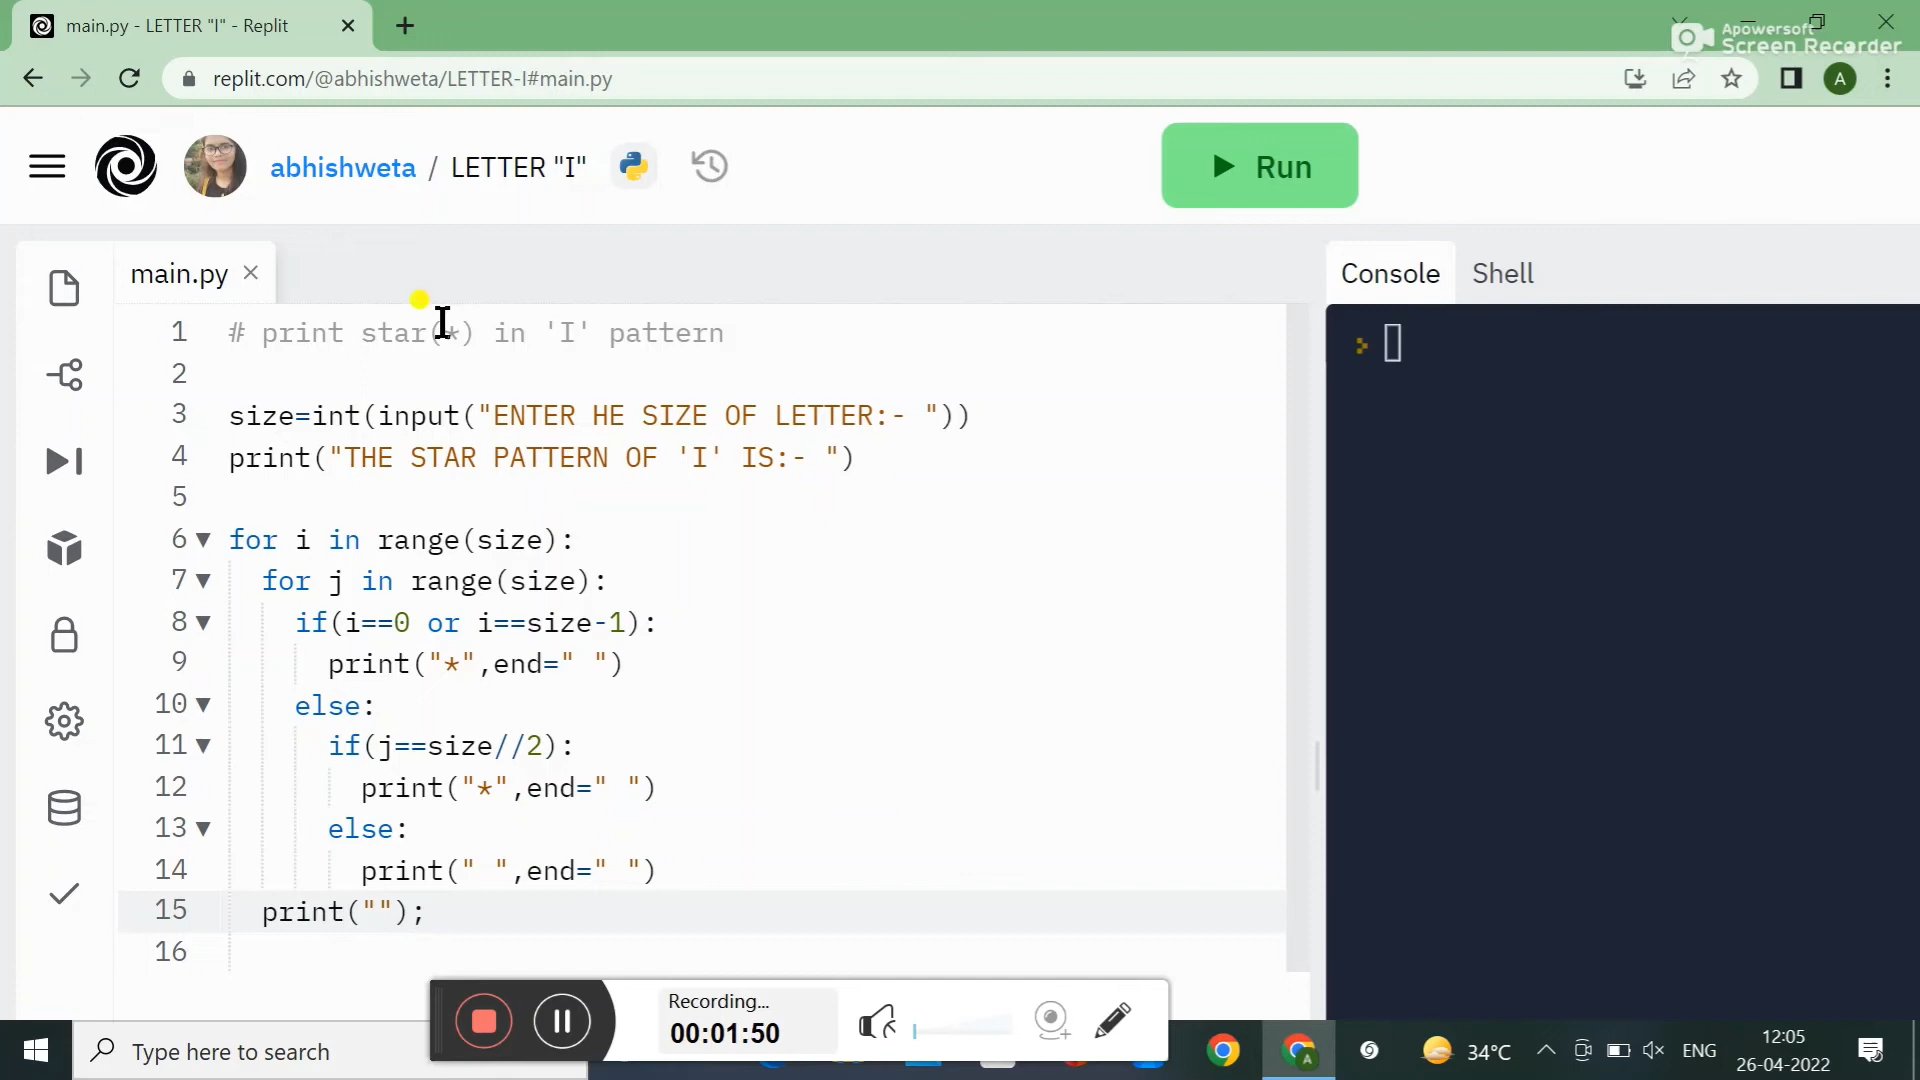 main.py - LETTER "I" - Replit
Apowersoft
Screen Recorder
replit.com/@abhishweta/LETTER-I#main.py
A
abhishweta / LETTER "I"
Run
main.py
Console
Shell
1 # print star(*) in 'I' pattern
2
3 size=int(input("ENTER HE SIZE OF LETTER:- "))
4 print("THE STAR PATTERN OF 'I' IS:- ")
5
6 for i in range(size):
7 for j in range(size):
8 if(i==0 or i==size-1):
9 print("*",end=" ")
10 else:
11 if(j==size//2):
12 print("*",end=" ")
13 else:
14 print(" ",end=" ")
15 print("");
16
Recording...
00:01:50
Type here to search
A
34°C
ENG
12:05
26-04-2022